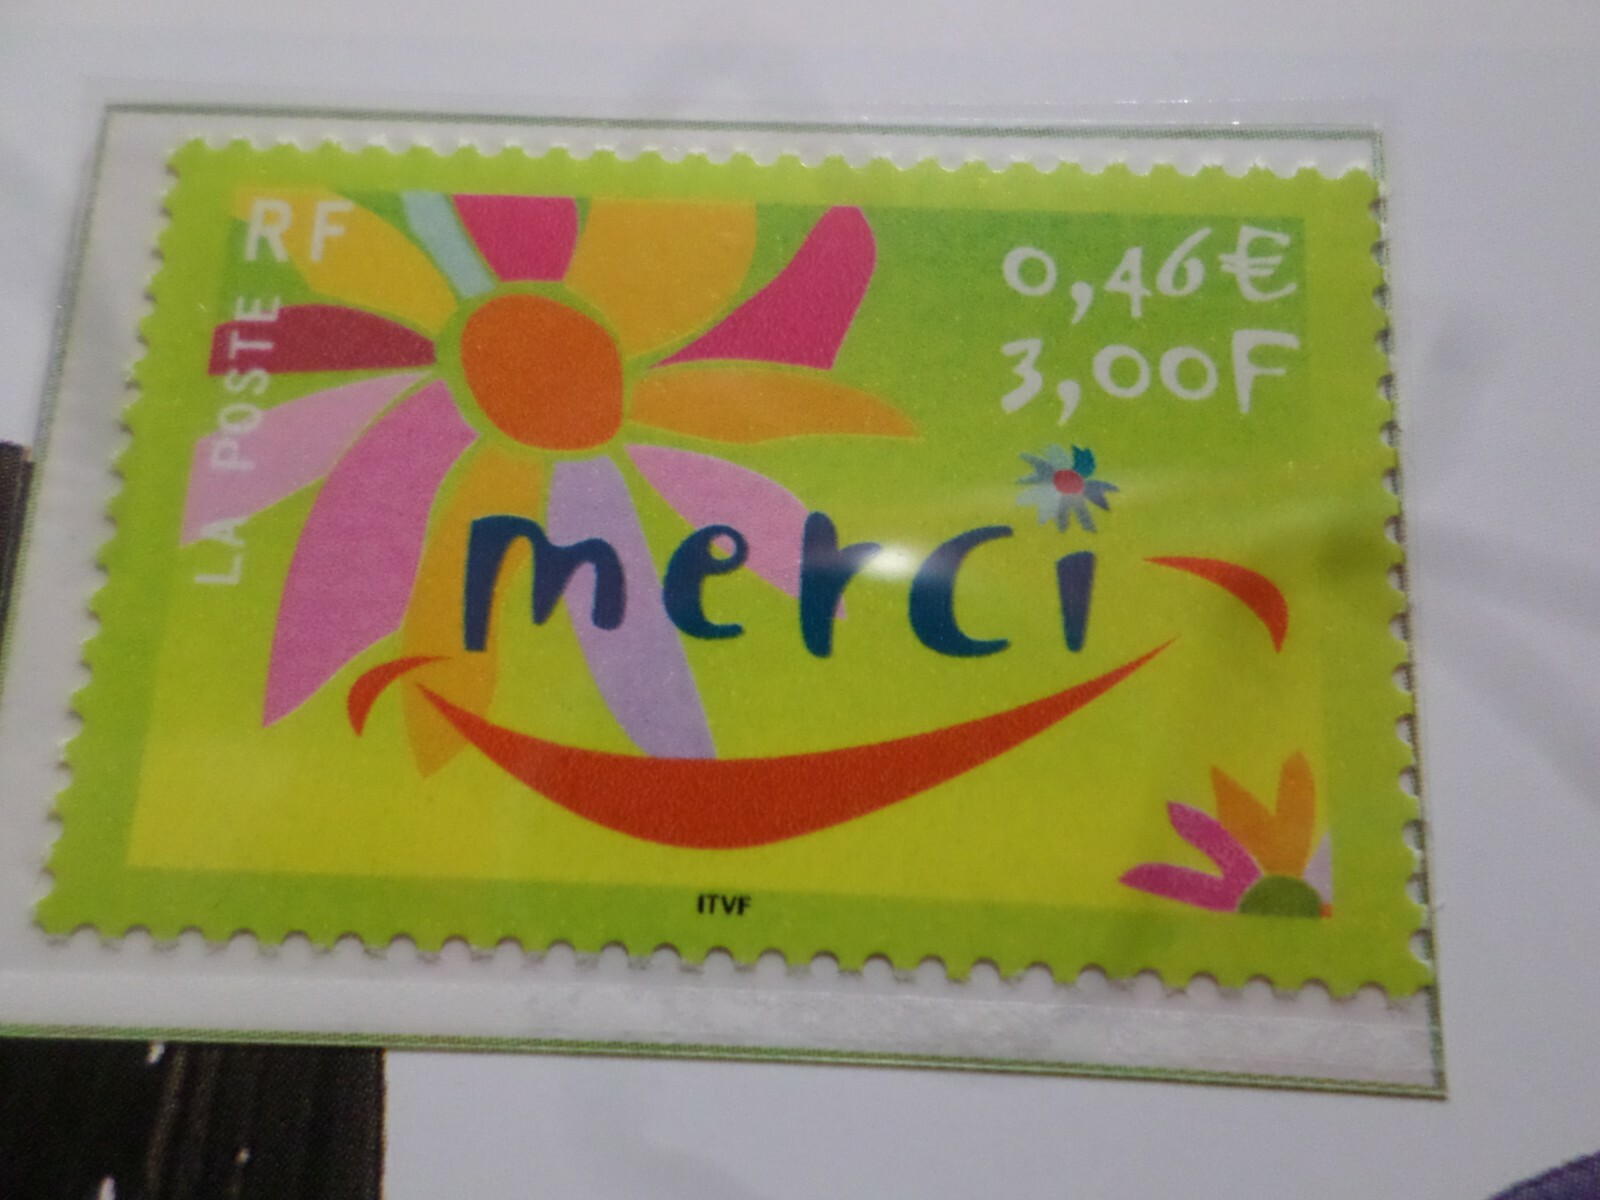 RF
LA POSTE
0,46€
3,00F
merci
ITVF